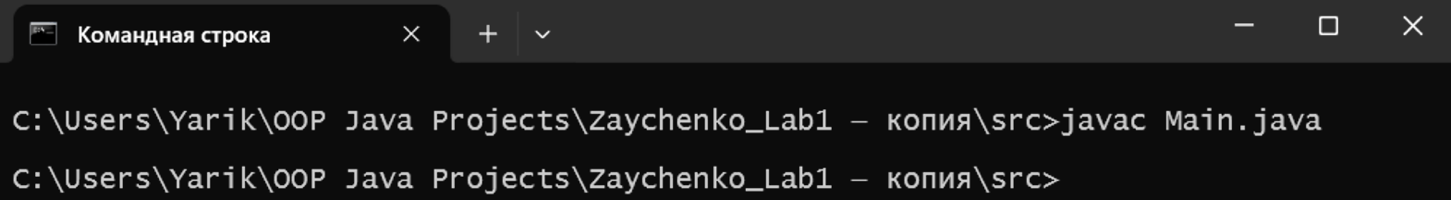 Командная строка
C:\Users\Yarik\OOP Java Projects\Zaychenko_Lab1 — копия\src>javac Main.java
C:\Users\Yarik\OOP Java Projects\Zaychenko_Lab1 — копия\src>